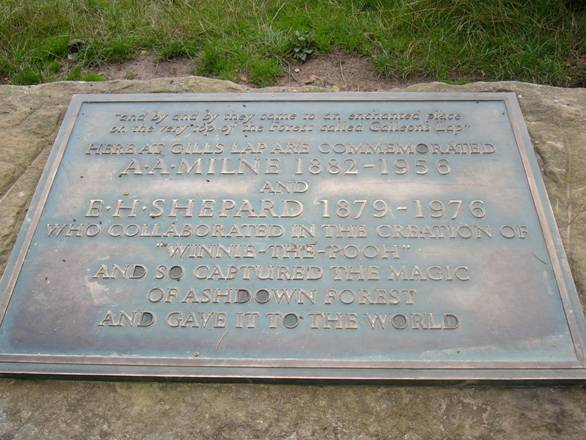 "and by and by they came to an enchanted place
on the very top of the Forest called Galleons Lap"
HERE AT GILLS LAP ARE COMMEMORATED
A·A·MILNE 1882-1956
AND
E·H·SHEPARD 1879-1976
WHO COLLABORATED IN THE CREATION OF
"WINNIE-THE-POOH"
AND SO CAPTURED THE MAGIC
OF ASHDOWN FOREST
AND GAVE IT TO THE WORLD